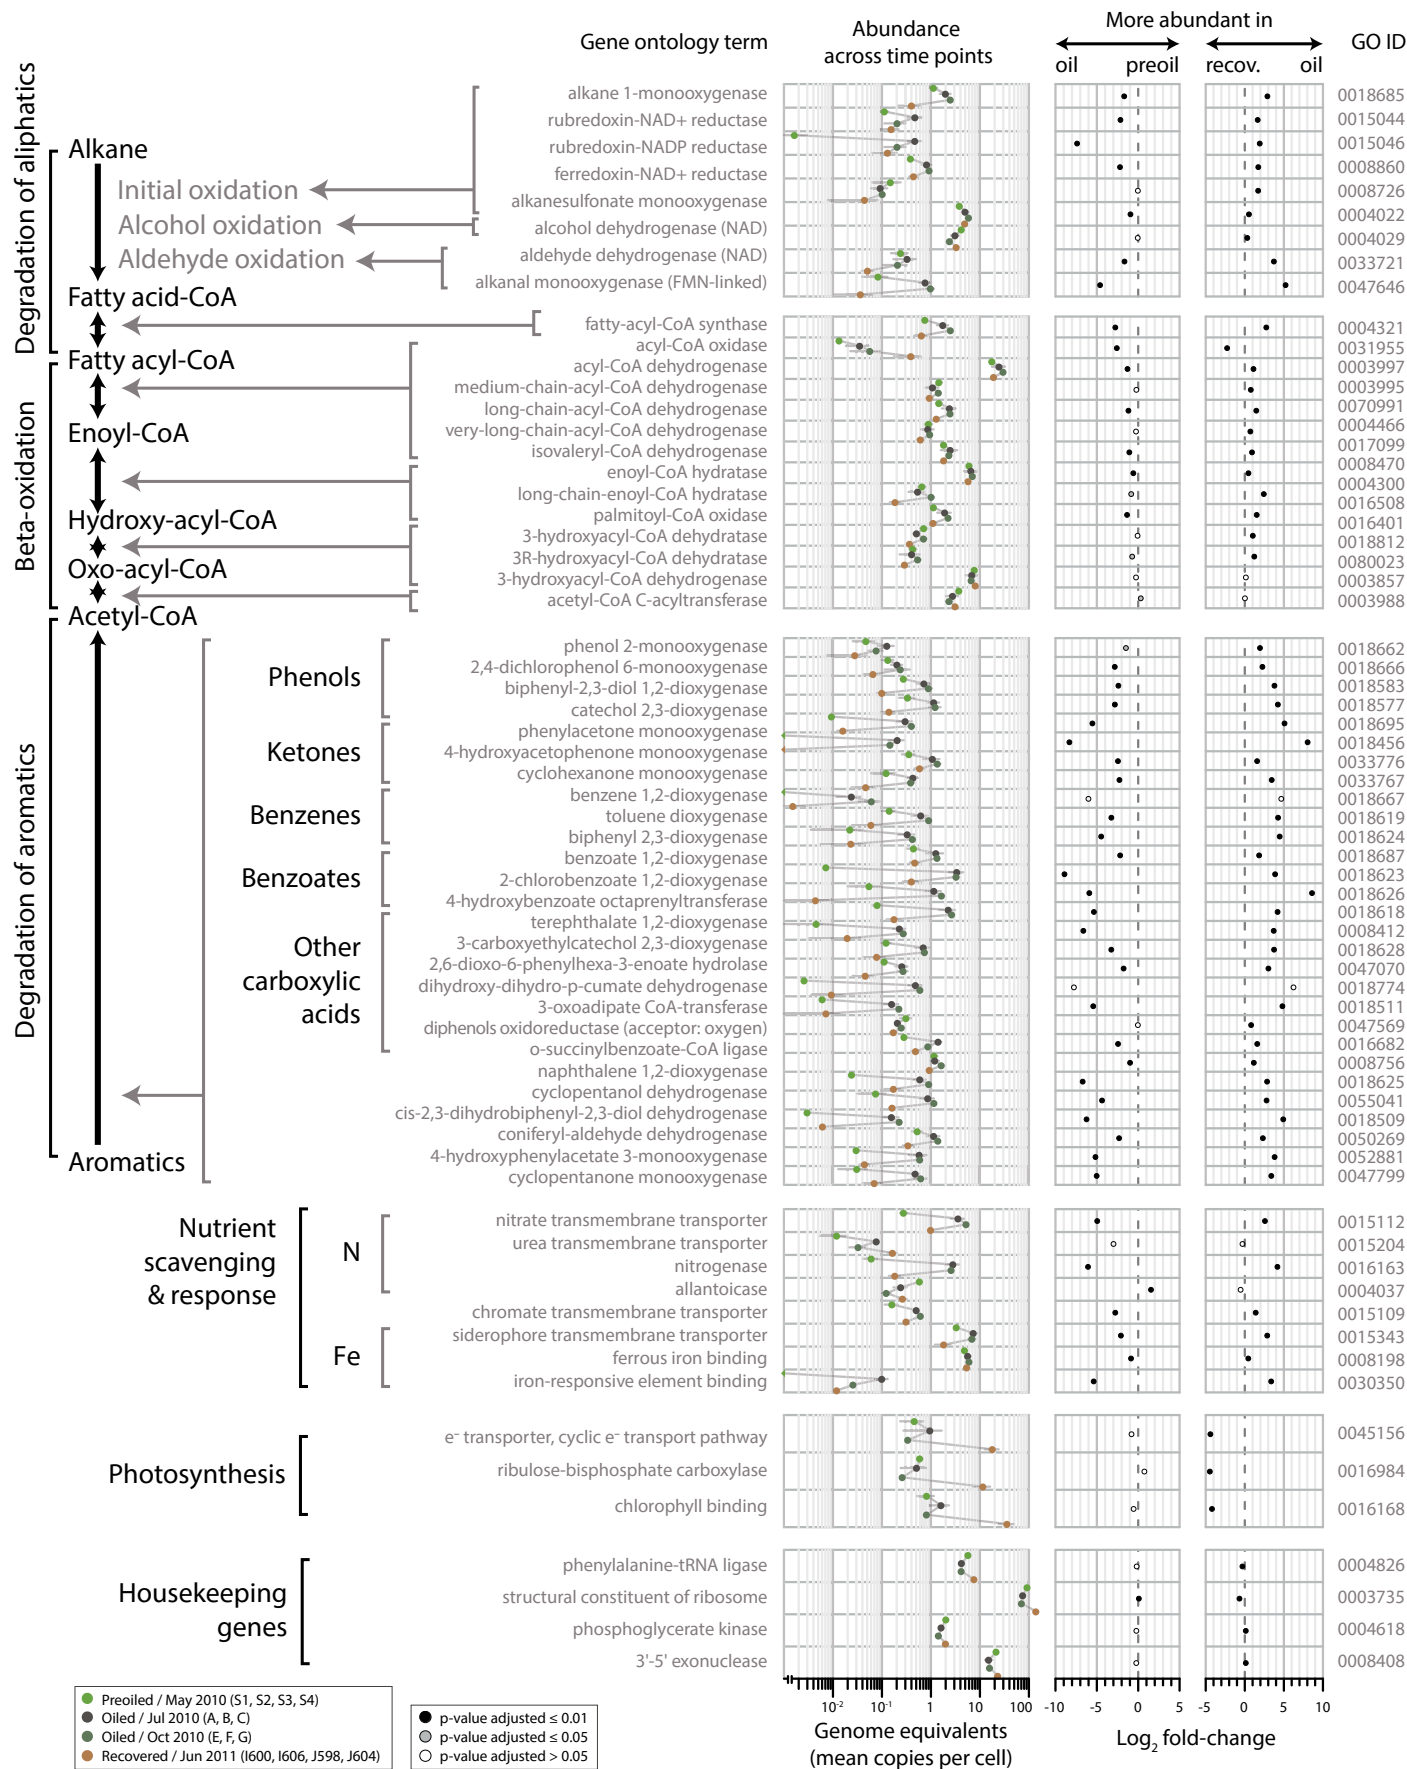 Gene ontology term
Abundance
across time points
More abundant in
oil
preoil
recov.
oil
GO ID
Degradation of aliphatics
Alkane
Initial oxidation
Alcohol oxidation
Aldehyde oxidation
Fatty acid-CoA
Fatty acyl-CoA
Beta-oxidation
Enoyl-CoA
Hydroxy-acyl-CoA
Oxo-acyl-CoA
Acetyl-CoA
Degradation of aromatics
Aromatics
alkane 1-monooxygenase
rubredoxin-NAD+ reductase
rubredoxin-NADP reductase
ferredoxin-NAD+ reductase
alkanesulfonate monooxygenase
alcohol dehydrogenase (NAD)
aldehyde dehydrogenase (NAD)
alkanal monooxygenase (FMN-linked)
0018685
0015044
0015046
0008860
0008726
0004022
0004029
0033721
0047646
fatty-acyl-CoA synthase
acyl-CoA oxidase
acyl-CoA dehydrogenase
medium-chain-acyl-CoA dehydrogenase
long-chain-acyl-CoA dehydrogenase
very-long-chain-acyl-CoA dehydrogenase
isovaleryl-CoA dehydrogenase
enoyl-CoA hydratase
long-chain-enoyl-CoA hydratase
palmitoyl-CoA oxidase
3-hydroxyacyl-CoA dehydratase
3R-hydroxyacyl-CoA dehydratase
3-hydroxyacyl-CoA dehydrogenase
acetyl-CoA C-acyltransferase
0004321
0031955
0003997
0003995
0070991
0004466
0017099
0008470
0004300
0016508
0016401
0018812
0080023
0003857
0003988
Phenols
Ketones
Benzenes
Benzoates
Other
carboxylic
acids
phenol 2-monooxygenase
2,4-dichlorophenol 6-monooxygenase
biphenyl-2,3-diol 1,2-dioxygenase
catechol 2,3-dioxygenase
phenylacetone monooxygenase
4-hydroxyacetophenone monooxygenase
cyclohexanone monooxygenase
benzene 1,2-dioxygenase
toluene dioxygenase
biphenyl 2,3-dioxygenase
benzoate 1,2-dioxygenase
2-chlorobenzoate 1,2-dioxygenase
4-hydroxybenzoate octaprenyltransferase
terephthalate 1,2-dioxygenase
3-carboxyethylcatechol 2,3-dioxygenase
2,6-dioxo-6-phenylhexa-3-enoate hydrolase
dihydroxy-dihydro-p-cumate dehydrogenase
3-oxoadipate CoA-transferase
diphenols oxidoreductase (acceptor: oxygen)
o-succinylbenzoate-CoA ligase
naphthalene 1,2-dioxygenase
cyclopentanol dehydrogenase
cis-2,3-dihydrobiphenyl-2,3-diol dehydrogenase
coniferyl-aldehyde dehydrogenase
4-hydroxyphenylacetate 3-monooxygenase
cyclopentanone monooxygenase
0018662
0018666
0018583
0018577
0018695
0018456
0033776
0033767
0018667
0018619
0018624
0018687
0018623
0018626
0018618
0008412
0018628
0047070
0018774
0018511
0047569
0016682
0008756
0018625
0055041
0018509
0050269
0052881
0047799
Nutrient
scavenging
& response
N
Fe
nitrate transmembrane transporter
urea transmembrane transporter
nitrogenase
allantoicase
chromate transmembrane transporter
siderophore transmembrane transporter
ferrous iron binding
iron-responsive element binding
0015112
0015204
0016163
0004037
0015109
0015343
0008198
0030350
Photosynthesis
e⁻ transporter, cyclic e⁻ transport pathway
ribulose-bisphosphate carboxylase
chlorophyll binding
0045156
0016984
0016168
Housekeeping
genes
phenylalanine-tRNA ligase
structural constituent of ribosome
phosphoglycerate kinase
3'-5' exonuclease
0004826
0003735
0004618
0008408
10⁻² 10⁻¹ 1 10 100
-10 -5 0 5
-5 0 5 10
Genome equivalents
(mean copies per cell)
Log₂ fold-change
Preoiled / May 2010 (S1, S2, S3, S4)
Oiled / Jul 2010 (A, B, C)
Oiled / Oct 2010 (E, F, G)
Recovered / Jun 2011 (I600, I606, J598, J604)
p-value adjusted ≤ 0.01
p-value adjusted ≤ 0.05
p-value adjusted > 0.05